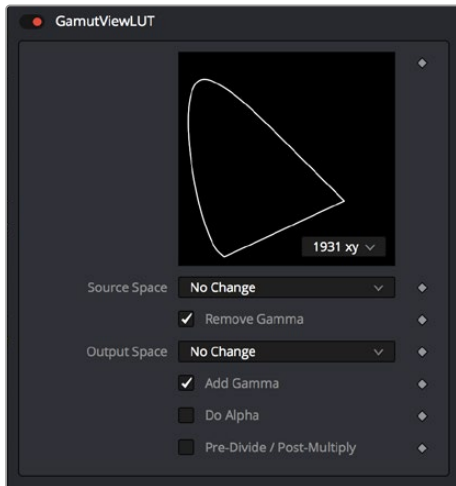 GamutViewLUT
1931 xy
Source Space No Change
Remove Gamma
Output Space No Change
Add Gamma
Do Alpha
Pre-Divide / Post-Multiply